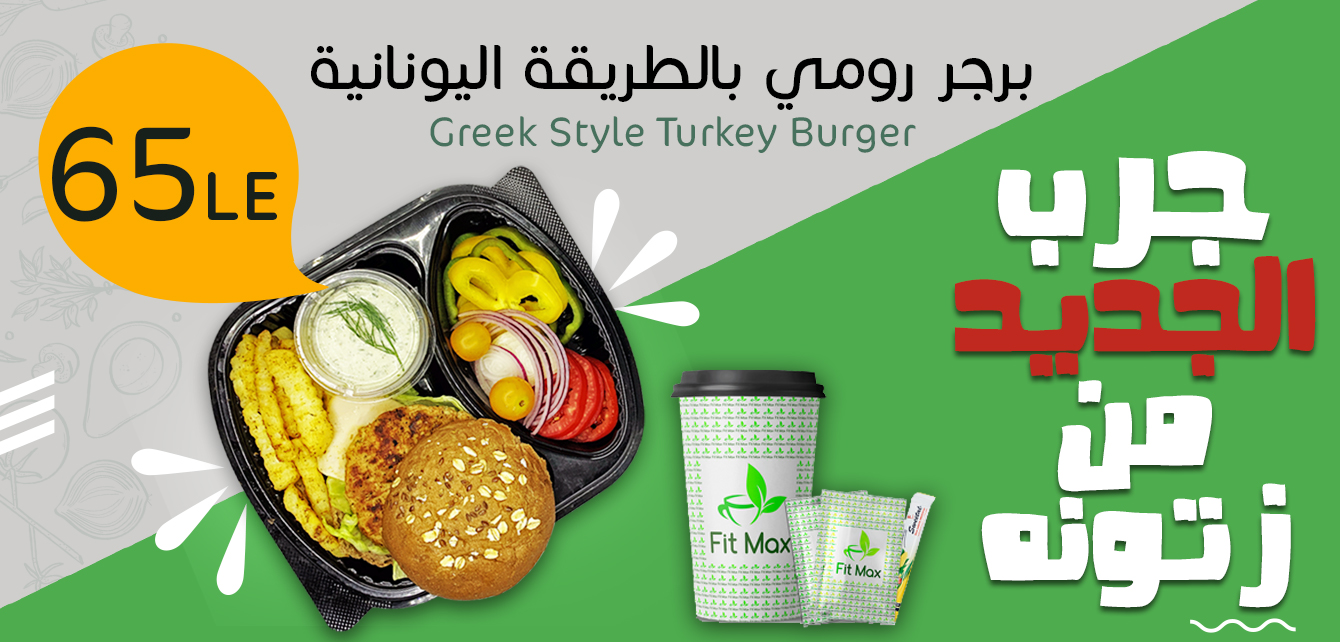 برجر رومي بالطريقة اليونانية
Greek Style Turkey Burger
65LE
جرب
الجديد
من
زتونه
Fit Max
Fit Max